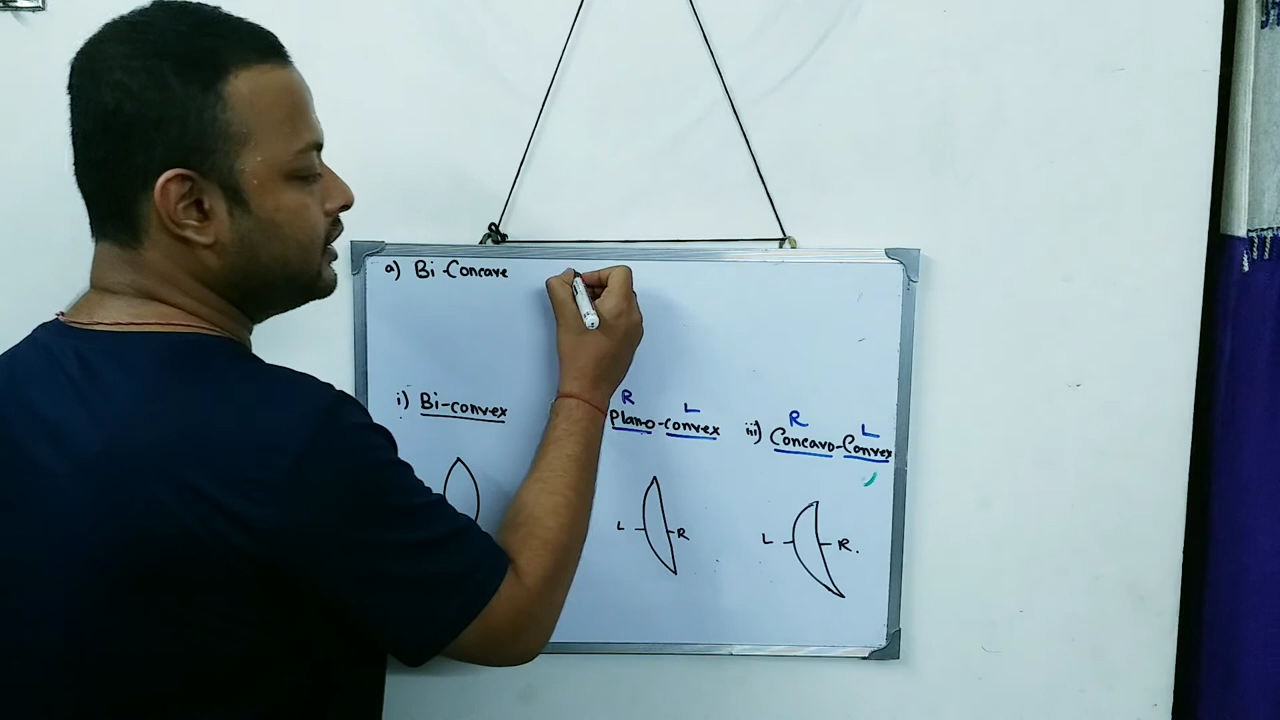 a) Bi-Concave
i) Bi-convex
R L
Plano-convex
R L
iii) Concavo-Convex
L R
L R.